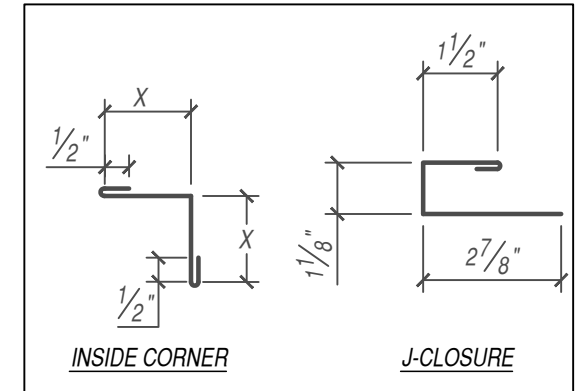 1 1/2"
X
1/2"
X
1 1/8"
2 7/8"
1/2"
INSIDE CORNER
J-CLOSURE